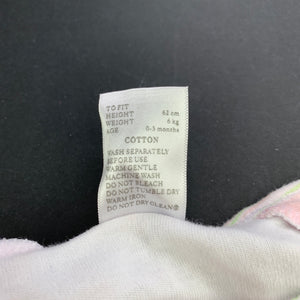 TO FIT
HEIGHT 62 cm
WEIGHT 6 kg
AGE 0-3 months
COTTON
WASH SEPARATELY
BEFORE USE
WARM GENTLE
MACHINE WASH
DO NOT BLEACH
DO NOT TUMBLE DRY
WARM IRON
DO NOT DRY CLEAN